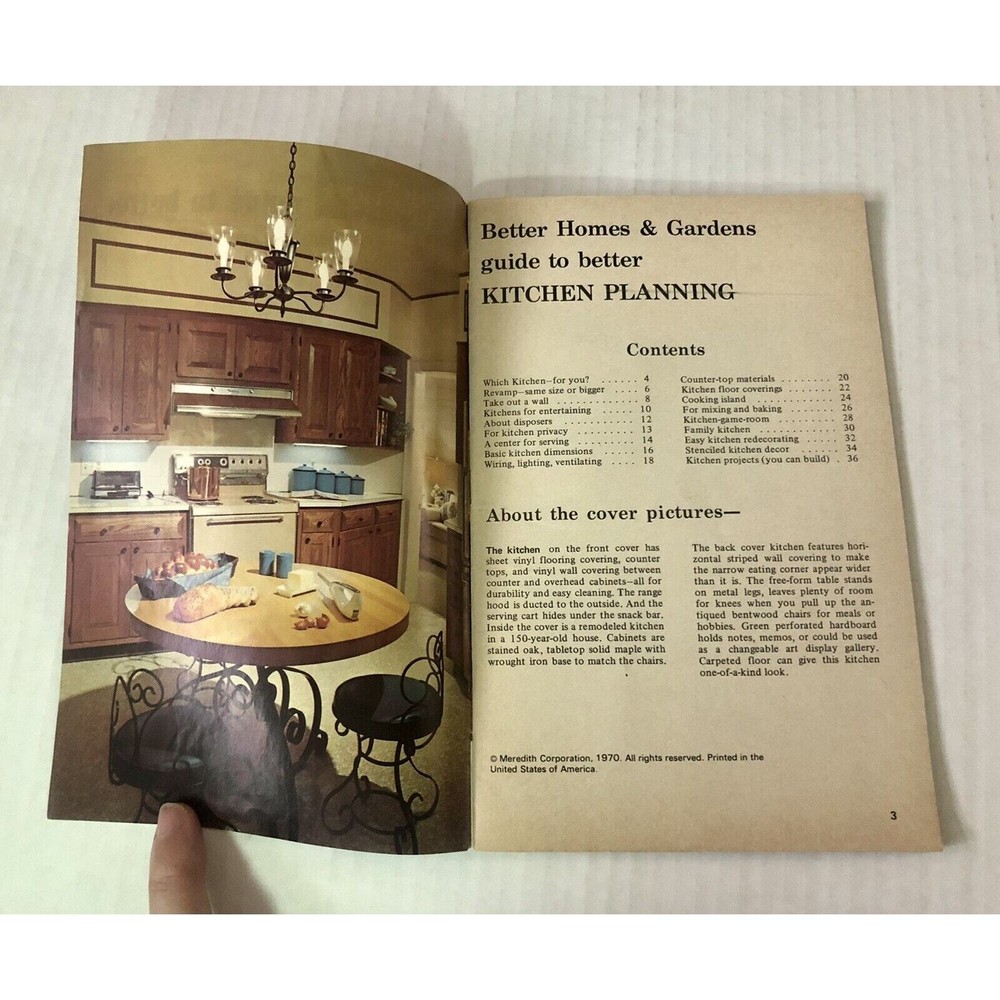 Better Homes & Gardens
guide to better
KITCHEN PLANNING
Contents
Which Kitchen—for you? . . . . . . 4
Revamp—same size or bigger . . . . 6
Take out a wall . . . . . . . . . . . 8
Kitchens for entertaining . . . . . 10
About disposers . . . . . . . . . . 12
For kitchen privacy . . . . . . . . 13
A center for serving . . . . . . . . 14
Basic kitchen dimensions . . . . . 16
Wiring, lighting, ventilating . . . . 18
Counter-top materials . . . . . . . . 20
Kitchen floor coverings . . . . . . . 22
Cooking island . . . . . . . . . . . 24
For mixing and baking . . . . . . . 26
Kitchen-game-room . . . . . . . . 28
Family kitchen . . . . . . . . . . . 30
Easy kitchen redecorating . . . . . 32
Stenciled kitchen decor . . . . . . 34
Kitchen projects (you can build) . 36
About the cover pictures—
The kitchen on the front cover has
sheet vinyl flooring covering, counter
tops, and vinyl wall covering between
counter and overhead cabinets—all for
durability and easy cleaning. The range
hood is ducted to the outside. And the
serving cart hides under the snack bar.
Inside the cover is a remodeled kitchen
in a 150-year-old house. Cabinets are
stained oak, tabletop solid maple with
wrought iron base to match the chairs.
The back cover kitchen features hori-
zontal striped wall covering to make
the narrow eating corner appear wider
than it is. The free-form table stands
on metal legs, leaves plenty of room
for knees when you pull up the an-
tiqued bentwood chairs for meals or
hobbies. Green perforated hardboard
holds notes, memos, or could be used
as a changeable art display gallery.
Carpeted floor can give this kitchen
one-of-a-kind look.
© Meredith Corporation, 1970. All rights reserved. Printed in the
United States of America.
3